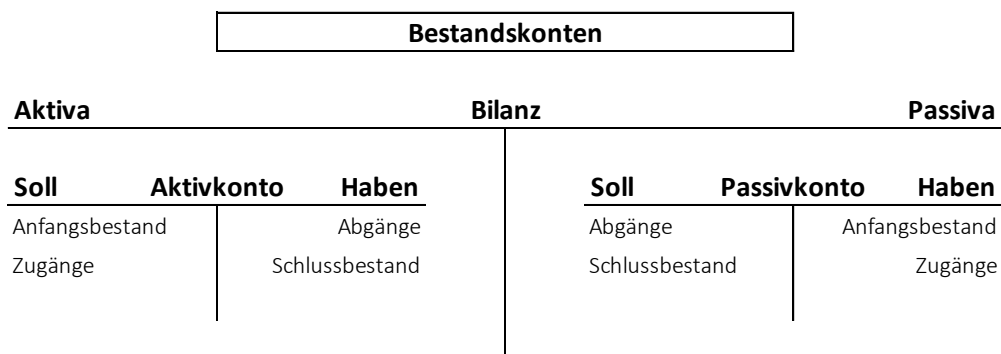 Bestandskonten
Aktiva Bilanz Passiva
Soll Aktivkonto Haben Soll Passivkonto Haben
Anfangsbestand Abgänge Abgänge Anfangsbestand
Zugänge Schlussbestand Schlussbestand Zugänge